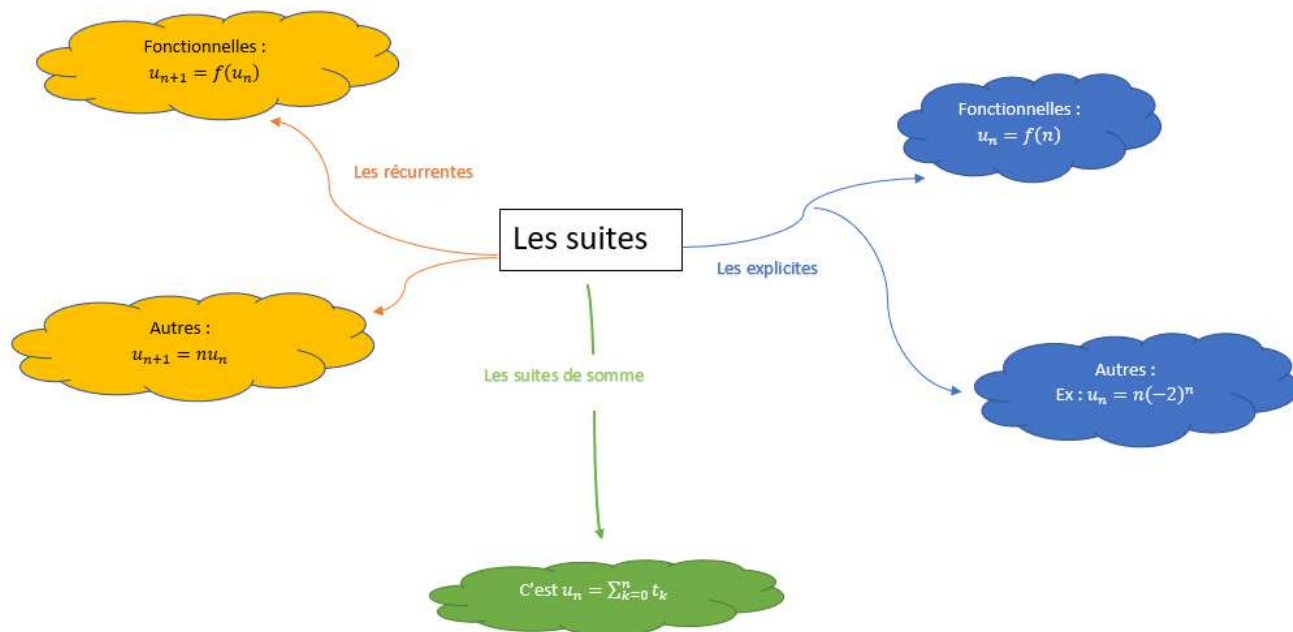 Fonctionnelles :
u_{n+1} = f(u_n)
Fonctionnelles :
u_n = f(n)
Les récurrentes
Les suites
Les explicites
Autres :
u_{n+1} = nu_n
Les suites de somme
Autres :
Ex : u_n = n(−2)^n
C'est u_n = ∑_{k=0}^{n} t_k